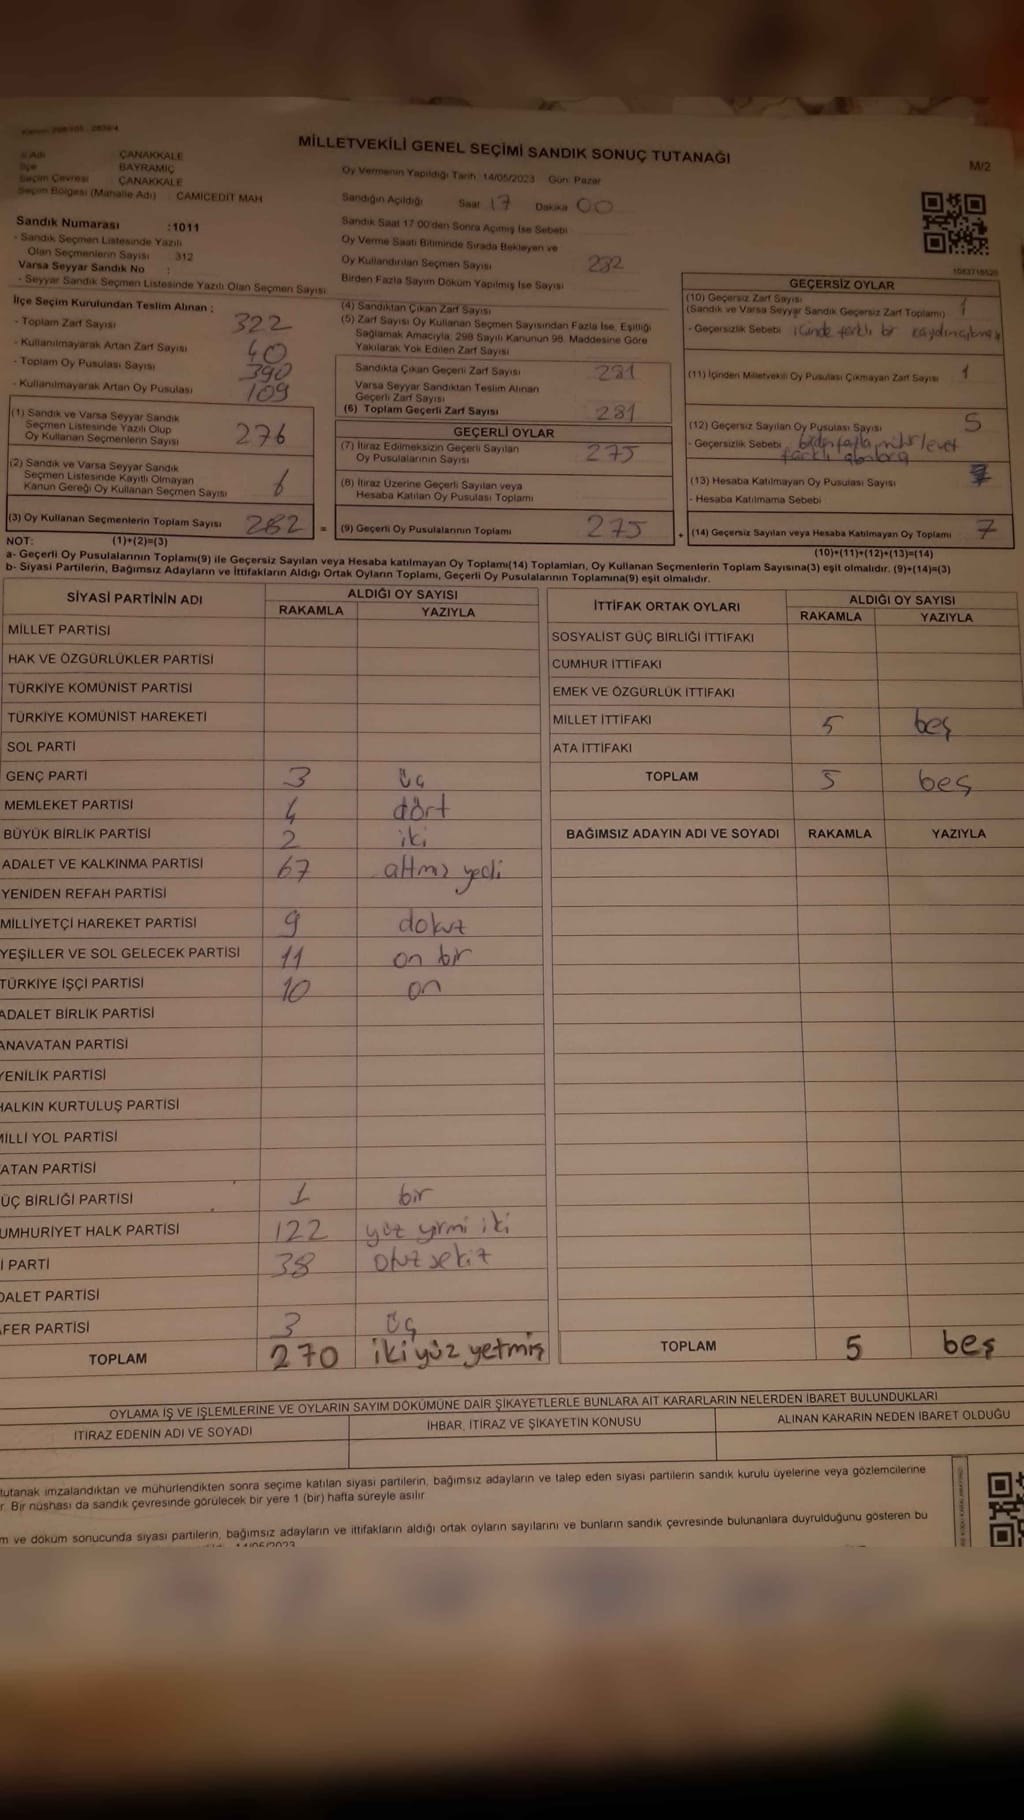 MİLLETVEKİLİ GENEL SEÇİMİ SANDIK SONUÇ TUTANAĞI
M/2
İl Adı ÇANAKKALE
İlçe BAYRAMİÇ
Seçim Çevresi ÇANAKKALE
Seçim Bölgesi (Mahalle Adı) CAMİCEDİT MAH
Oy Vermenin Yapıldığı Tarih 14/05/2023 Gün: Pazar
Sandığın Açıldığı Saat 17 Dakika 00
Sandık Saat 17:00'den Sonra Açılmış İse Sebebi
Oy Verme Saati Bitiminde Sırada Bekleyen ve
Oy Kullandırılan Seçmen Sayısı
Birden Fazla Sayım Döküm Yapılmış İse Sayısı
282
Sandık Numarası :1011
- Sandık Seçmen Listesinde Yazılı
Olan Seçmenlerin Sayısı 312
Varsa Seyyar Sandık No :
- Seyyar Sandık Seçmen Listesinde Yazılı Olan Seçmen Sayısı
İlçe Seçim Kurulundan Teslim Alınan :
- Toplam Zarf Sayısı 322
- Kullanılmayarak Artan Zarf Sayısı 40
- Toplam Oy Pusulası Sayısı 390
- Kullanılmayarak Artan Oy Pusulası 109
(1) Sandık ve Varsa Seyyar Sandık
Seçmen Listesinde Yazılı Olup
Oy Kullanan Seçmenlerin Sayısı 276
(2) Sandık ve Varsa Seyyar Sandık
Seçmen Listesinde Kayıtlı Olmayan
Kanun Gereği Oy Kullanan Seçmen Sayısı 6
(3) Oy Kullanan Seçmenlerin Toplam Sayısı 282 =
(4) Sandıktan Çıkan Zarf Sayısı
(5) Zarf Sayısı Oy Kullanan Seçmen Sayısından Fazla İse, Eşitliği
Sağlamak Amacıyla, 298 Sayılı Kanunun 98. Maddesine Göre
Yakılarak Yok Edilen Zarf Sayısı
Sandıkta Çıkan Geçerli Zarf Sayısı 281
Varsa Seyyar Sandıktan Teslim Alınan
Geçerli Zarf Sayısı
(6) Toplam Geçerli Zarf Sayısı 281
GEÇERLİ OYLAR
(7) İtiraz Edilmeksizin Geçerli Sayılan
Oy Pusulalarının Sayısı 275
(8) İtiraz Üzerine Geçerli Sayılan veya
Hesaba Katılan Oy Pusulası Toplamı
(9) Geçerli Oy Pusulalarının Toplamı 275 +
GEÇERSİZ OYLAR
(10) Geçersiz Zarf Sayısı
(Sandık ve Varsa Seyyar Sandık Geçersiz Zarf Toplamı) 1
- Geçersizlik Sebebi içinde farklı bir
(11) İçinden Milletvekili Oy Pusulası Çıkmayan Zarf Sayısı 1
(12) Geçersiz Sayılan Oy Pusulası Sayısı 5
- Geçersizlik Sebebi birden fazla mühür evet
farklı
(13) Hesaba Katılmayan Oy Pusulası Sayısı
- Hesaba Katılmama Sebebi
(14) Geçersiz Sayılan veya Hesaba Katılmayan Oy Toplamı 7
NOT: (1)+(2)=(3)
(10)+(11)+(12)+(13)=(14)
a- Geçerli Oy Pusulalarının Toplamı(9) ile Geçersiz Sayılan veya Hesaba katılmayan Oy Toplamı(14) Toplamları, Oy Kullanan Seçmenlerin Toplam Sayısına(3) eşit olmalıdır. (9)+(14)=(3)
b- Siyasi Partilerin, Bağımsız Adayların ve İttifakların Aldığı Ortak Oyların Toplamı, Geçerli Oy Pusulalarının Toplamına(9) eşit olmalıdır.
SİYASİ PARTİNİN ADI ALDIĞI OY SAYISI
RAKAMLA YAZIYLA
MİLLET PARTİSİ
HAK VE ÖZGÜRLÜKLER PARTİSİ
TÜRKİYE KOMÜNİST PARTİSİ
TÜRKİYE KOMÜNİST HAREKETİ
SOL PARTİ
GENÇ PARTİ 3 üç
MEMLEKET PARTİSİ 4 dört
BÜYÜK BİRLİK PARTİSİ 2 iki
ADALET VE KALKINMA PARTİSİ 67 altmış yedi
YENİDEN REFAH PARTİSİ
MİLLİYETÇİ HAREKET PARTİSİ 9 dokuz
YEŞİLLER VE SOL GELECEK PARTİSİ 11 on bir
TÜRKİYE İŞÇİ PARTİSİ 10 on
ADALET BİRLİK PARTİSİ
ANAVATAN PARTİSİ
YENİLİK PARTİSİ
HALKIN KURTULUŞ PARTİSİ
MİLLİ YOL PARTİSİ
ATAN PARTİSİ
ÜÇ BİRLİĞİ PARTİSİ 1 bir
UMHURİYET HALK PARTİSİ 122 yüz yirmi iki
İ PARTİ 38 otuz sekiz
DALET PARTİSİ
FER PARTİSİ 3 üç
TOPLAM 270 iki yüz yetmiş
İTTİFAK ORTAK OYLARI ALDIĞI OY SAYISI
RAKAMLA YAZIYLA
SOSYALİST GÜÇ BİRLİĞİ İTTİFAKI
CUMHUR İTTİFAKI
EMEK VE ÖZGÜRLÜK İTTİFAKI
MİLLET İTTİFAKI 5 beş
ATA İTTİFAKI
TOPLAM 5 beş
BAĞIMSIZ ADAYIN ADI VE SOYADI RAKAMLA YAZIYLA
TOPLAM 5 beş
OYLAMA İŞ VE İŞLEMLERİNE VE OYLARIN SAYIM DÖKÜMÜNE DAİR ŞİKAYETLERLE BUNLARA AİT KARARLARIN NELERDEN İBARET BULUNDUKLARI
İTİRAZ EDENİN ADI VE SOYADI İHBAR, İTİRAZ VE ŞİKAYETİN KONUSU ALINAN KARARIN NEDEN İBARET OLDUĞU
tutanak imzalandıktan ve mühürlendikten sonra seçime katılan siyasi partilerin, bağımsız adayların ve talep eden siyasi partilerin sandık kurulu üyelerine veya gözlemcilerine
r. Bir nüshası da sandık çevresinde görülecek bir yere 1 (bir) hafta süreyle asılır.
m ve döküm sonucunda siyasi partilerin, bağımsız adayların ve ittifakların aldığı ortak oyların sayılarını ve bunların sandık çevresinde bulunanlara duyrulduğunu gösteren bu
14/05/2023